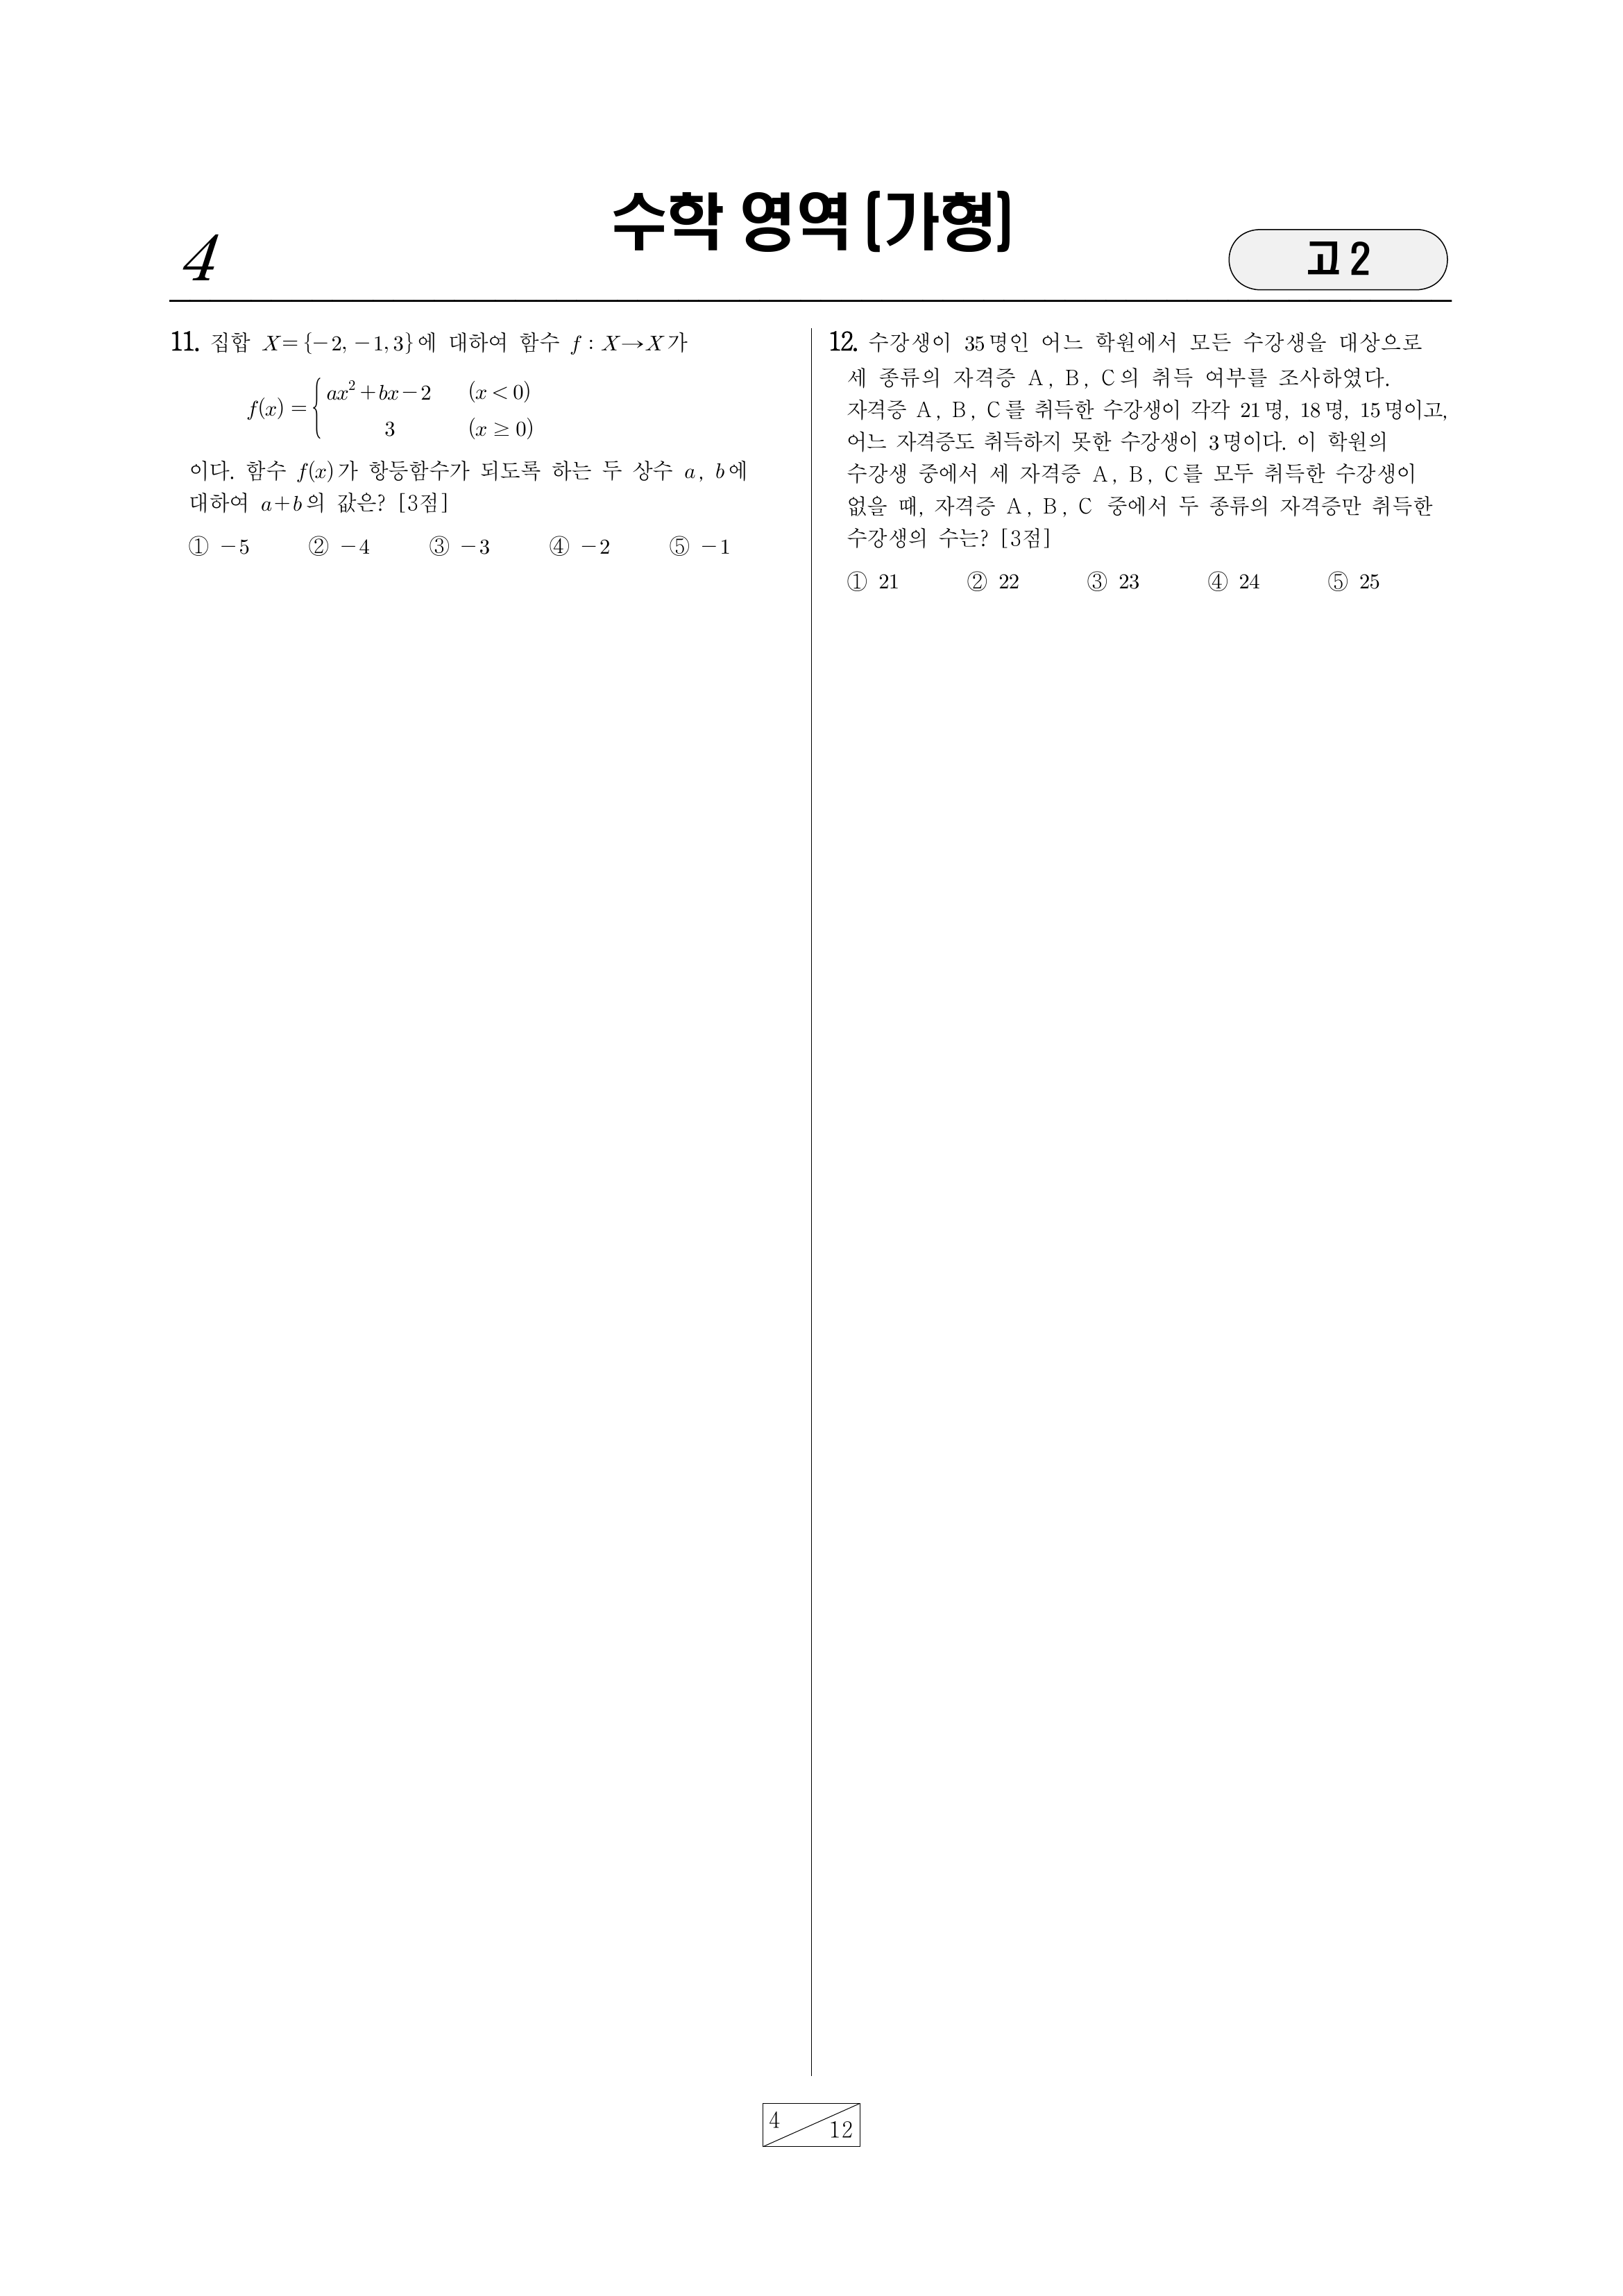 4
수학 영역 [가형]
고 2
11. 집합 X={−2, −1, 3}에 대하여 함수 f : X→X가
f(x) = { ax²+bx−2 (x < 0)
3 (x ≥ 0)
이다. 함수 f(x)가 항등함수가 되도록 하는 두 상수 a, b에
대하여 a+b의 값은? [3점]
① −5 ② −4 ③ −3 ④ −2 ⑤ −1
12. 수강생이 35명인 어느 학원에서 모든 수강생을 대상으로
세 종류의 자격증 A, B, C의 취득 여부를 조사하였다.
자격증 A, B, C를 취득한 수강생이 각각 21명, 18명, 15명이고,
어느 자격증도 취득하지 못한 수강생이 3명이다. 이 학원의
수강생 중에서 세 자격증 A, B, C를 모두 취득한 수강생이
없을 때, 자격증 A, B, C 중에서 두 종류의 자격증만 취득한
수강생의 수는? [3점]
① 21 ② 22 ③ 23 ④ 24 ⑤ 25
4
12